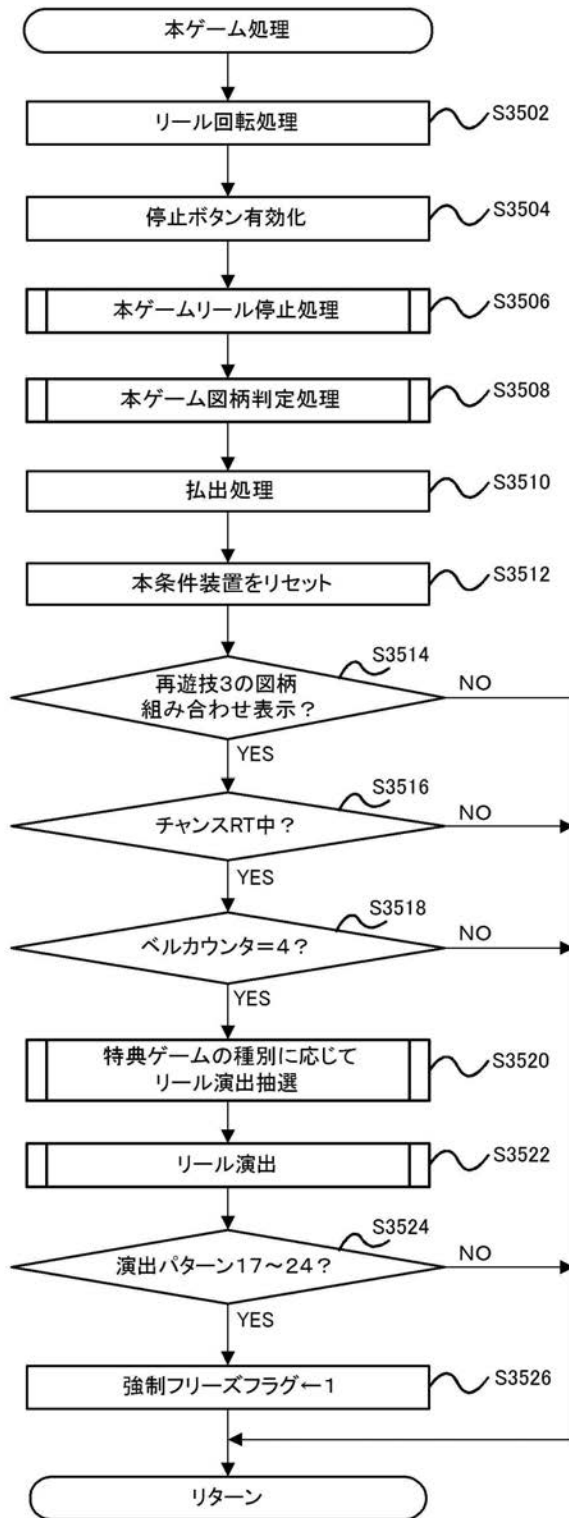 本ゲーム処理
リール回転処理
S3502
停止ボタン有効化
S3504
本ゲームリール停止処理
S3506
本ゲーム図柄判定処理
S3508
払出処理
S3510
本条件装置をリセット
S3512
S3514
再遊技3の図柄
組み合わせ表示？
NO
YES
S3516
チャンスRT中？
NO
YES
S3518
ベルカウンタ＝4？
NO
YES
特典ゲームの種別に応じて
リール演出抽選
S3520
リール演出
S3522
S3524
演出パターン17～24？
NO
YES
強制フリーズフラグ←1
S3526
リターン